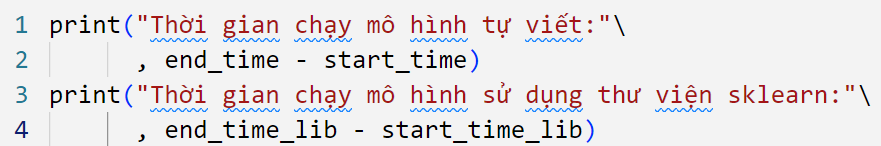 1 print("Thời gian chạy mô hình tự viết:"\
2 , end_time - start_time)
3 print("Thời gian chạy mô hình sử dụng thư viện sklearn:"\
4 , end_time_lib - start_time_lib)